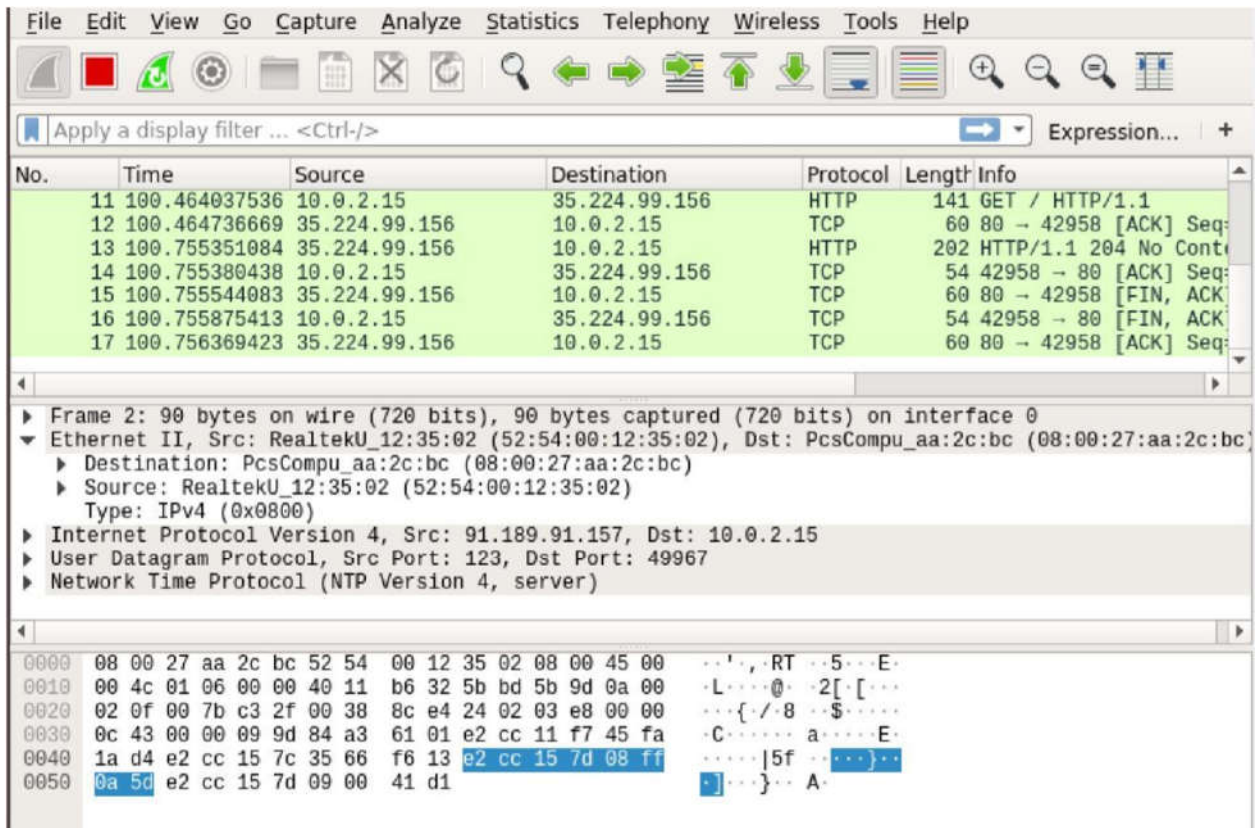 File Edit View Go Capture Analyze Statistics Telephony Wireless Tools Help
Apply a display filter ... <Ctrl-/> Expression... +
No. Time Source Destination Protocol Length Info
11 100.464037536 10.0.2.15 35.224.99.156 HTTP 141 GET / HTTP/1.1
12 100.464736669 35.224.99.156 10.0.2.15 TCP 60 80 → 42958 [ACK] Seq=
13 100.755351084 35.224.99.156 10.0.2.15 HTTP 202 HTTP/1.1 204 No Conte
14 100.755380438 10.0.2.15 35.224.99.156 TCP 54 42958 → 80 [ACK] Seq=
15 100.755544083 35.224.99.156 10.0.2.15 TCP 60 80 → 42958 [FIN, ACK]
16 100.755875413 10.0.2.15 35.224.99.156 TCP 54 42958 → 80 [FIN, ACK]
17 100.756369423 35.224.99.156 10.0.2.15 TCP 60 80 → 42958 [ACK] Seq=
Frame 2: 90 bytes on wire (720 bits), 90 bytes captured (720 bits) on interface 0
Ethernet II, Src: RealtekU_12:35:02 (52:54:00:12:35:02), Dst: PcsCompu_aa:2c:bc (08:00:27:aa:2c:bc)
Destination: PcsCompu_aa:2c:bc (08:00:27:aa:2c:bc)
Source: RealtekU_12:35:02 (52:54:00:12:35:02)
Type: IPv4 (0x0800)
Internet Protocol Version 4, Src: 91.189.91.157, Dst: 10.0.2.15
User Datagram Protocol, Src Port: 123, Dst Port: 49967
Network Time Protocol (NTP Version 4, server)
0000 08 00 27 aa 2c bc 52 54 00 12 35 02 08 00 45 00 ··'·,·RT ··5···E·
0010 00 4c 01 06 00 00 40 11 b6 32 5b bd 5b 9d 0a 00 ·L····@· ·2[·[···
0020 02 0f 00 7b c3 2f 00 38 8c e4 24 02 03 e8 00 00 ···{·/·8 ··$·····
0030 0c 43 00 00 09 9d 84 a3 61 01 e2 cc 11 f7 45 fa ·C······ a·····E·
0040 1a d4 e2 cc 15 7c 35 66 f6 13 e2 cc 15 7d 08 ff ·····|5f ·····}··
0050 0a 5d e2 cc 15 7d 09 00 41 d1 ·]···}·· A·